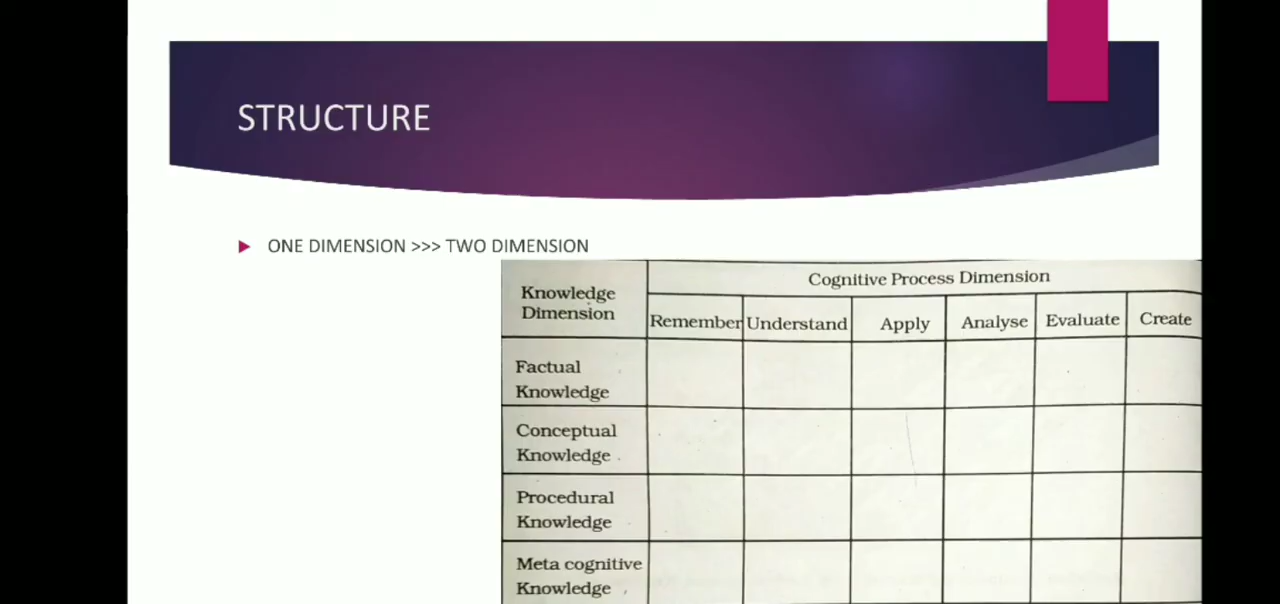 STRUCTURE
ONE DIMENSION >>> TWO DIMENSION
Knowledge
Dimension
Cognitive Process Dimension
Remember Understand Apply Analyse Evaluate Create
Factual
Knowledge
Conceptual
Knowledge
Procedural
Knowledge
Meta cognitive
Knowledge